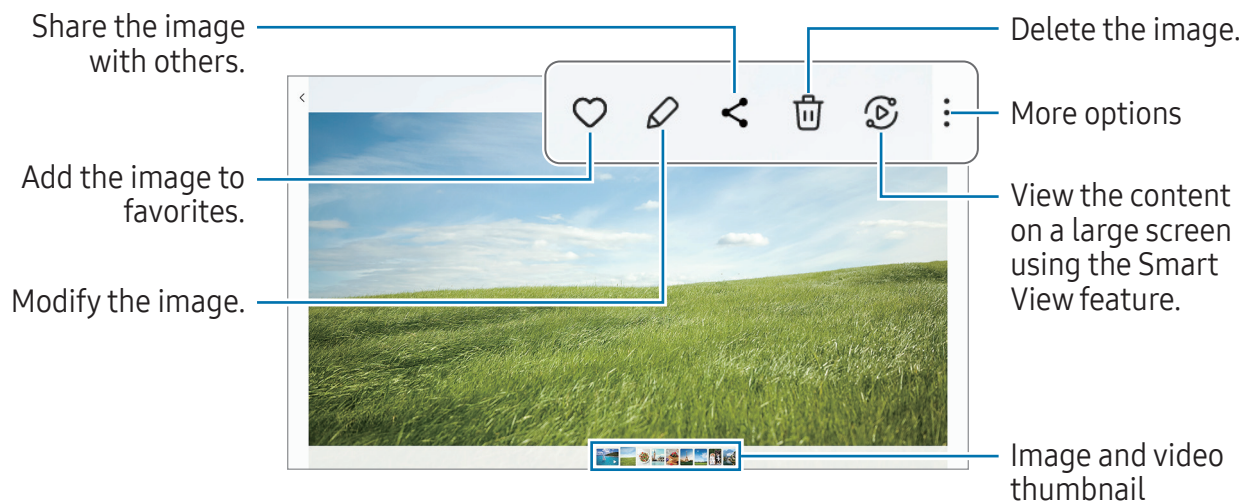 Share the image
with others.
Add the image to
favorites.
Modify the image.
Delete the image.
More options
View the content
on a large screen
using the Smart
View feature.
Image and video
thumbnail